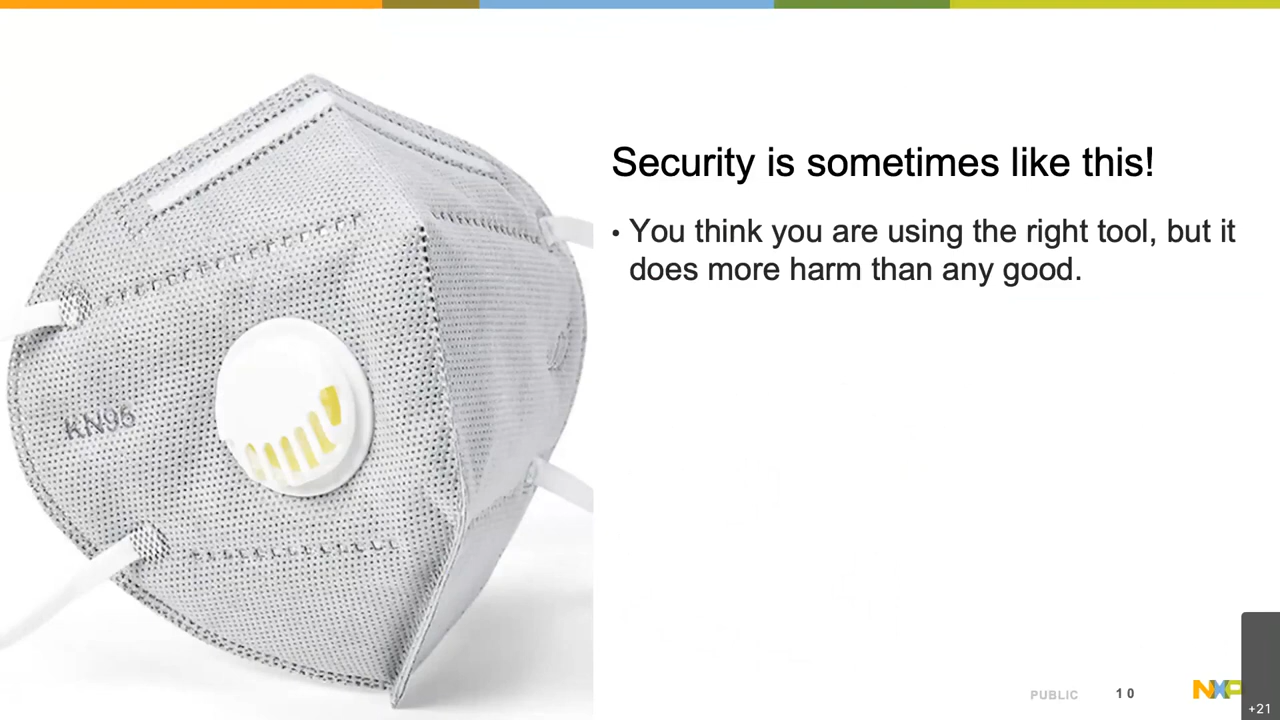 Security is sometimes like this!
• You think you are using the right tool, but it
does more harm than any good.
KN96
PUBLIC
10
NXP
+21